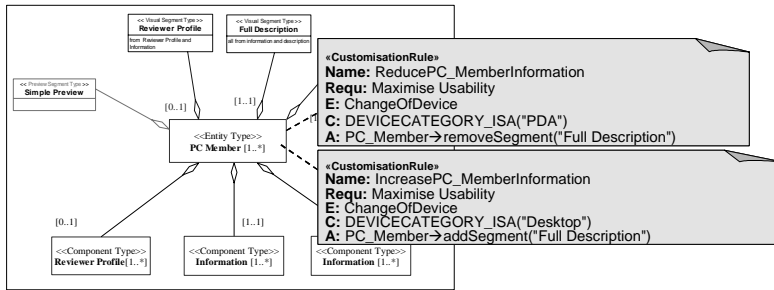 << Visual Segment Type >>
Reviewer Profile
from Reviewer Profile and
Information
<< Visual Segment Type >>
Full Description
all from information and description
<< Preview Segment Type >>
Simple Preview
[0..1]
[1..1]
<<Entity Type>>
PC Member [1..*]
«CustomisationRule»
Name: ReducePC_MemberInformation
Requ: Maximise Usability
E: ChangeOfDevice
C: DEVICECATEGORY_ISA("PDA")
A: PC_Member→removeSegment("Full Description")
«CustomisationRule»
Name: IncreasePC_MemberInformation
Requ: Maximise Usability
E: ChangeOfDevice
C: DEVICECATEGORY_ISA("Desktop")
A: PC_Member→addSegment("Full Description")
[0..1]
[1..1]
<<Component Type>>
Reviewer Profile[1..*]
<<Component Type>>
Information [1..*]
<<Component Type>>
Information [1..*]